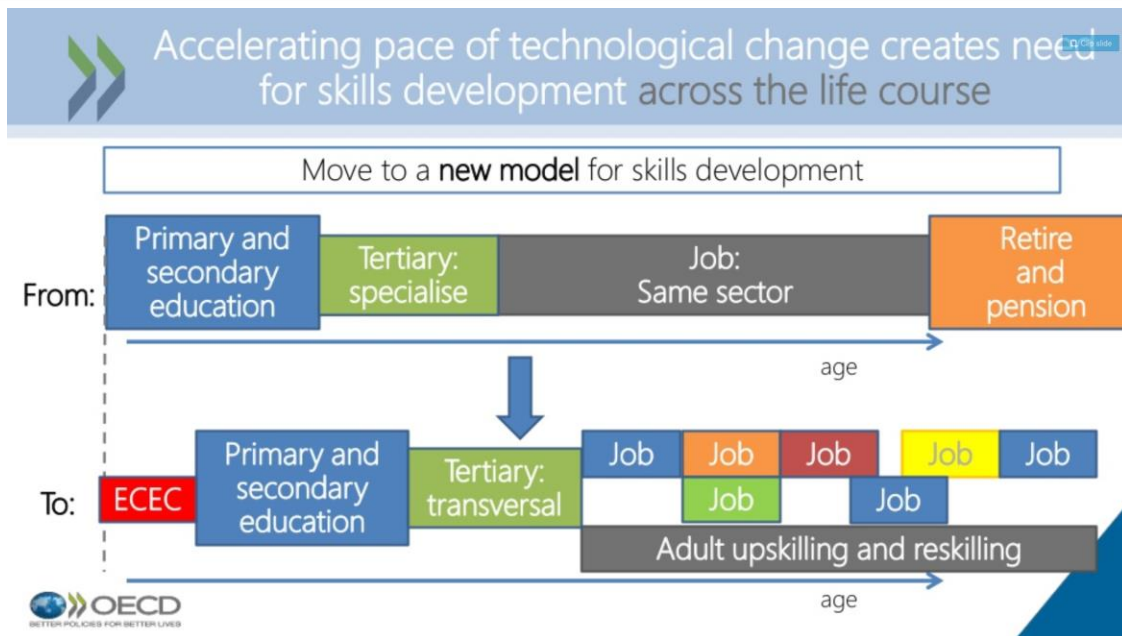 Accelerating pace of technological change creates need
Clip slide
for skills development across the life course
Move to a new model for skills development
From:
Primary and
secondary
education
Tertiary:
specialise
Job:
Same sector
Retire
and
pension
age
To:
ECEC
Primary and
secondary
education
Tertiary:
transversal
Job
Job
Job
Job
Job
Job
Job
Adult upskilling and reskilling
age
OECD
BETTER POLICIES FOR BETTER LIVES